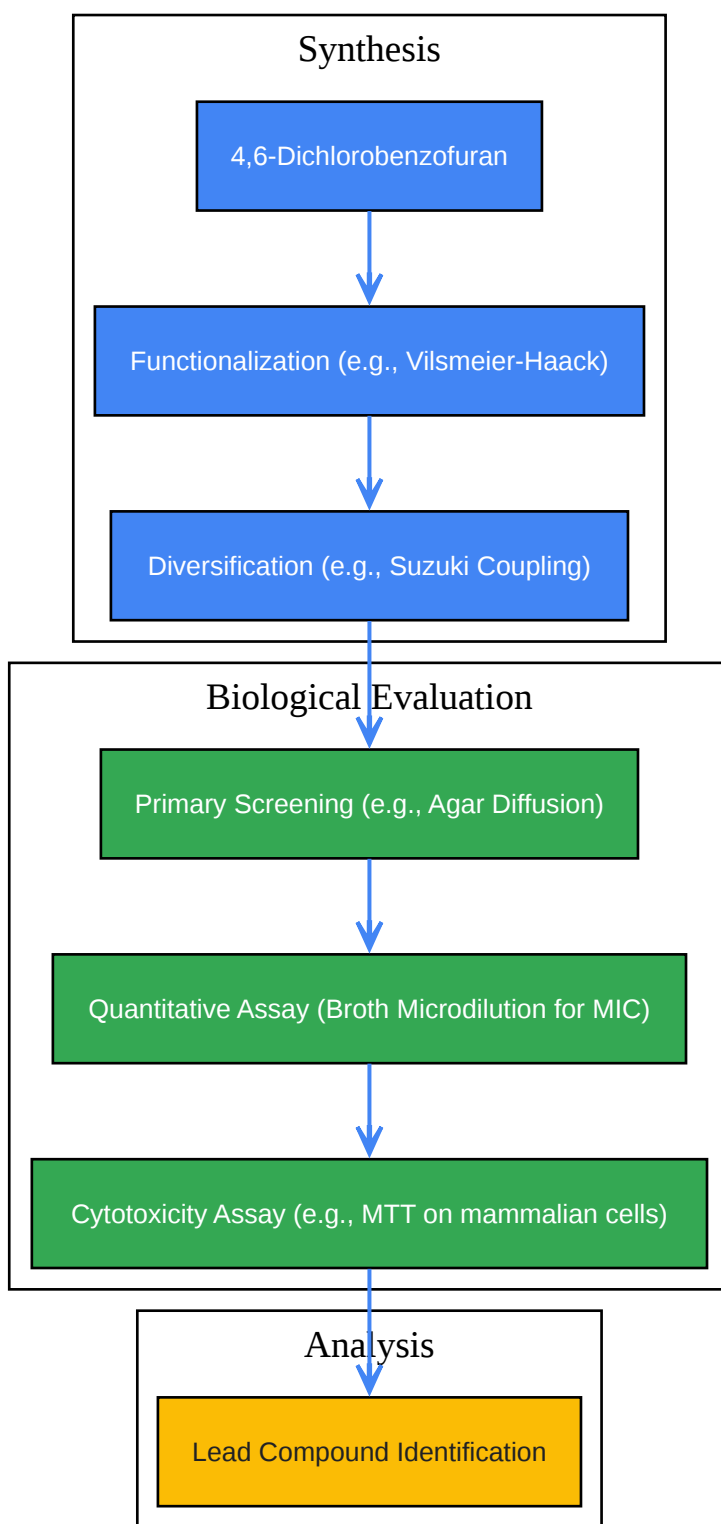 Synthesis
4,6-Dichlorobenzofuran
Functionalization (e.g., Vilsmeier-Haack)
Diversification (e.g., Suzuki Coupling)
Biological Evaluation
Primary Screening (e.g., Agar Diffusion)
Quantitative Assay (Broth Microdilution for MIC)
Cytotoxicity Assay (e.g., MTT on mammalian cells)
Analysis
Lead Compound Identification